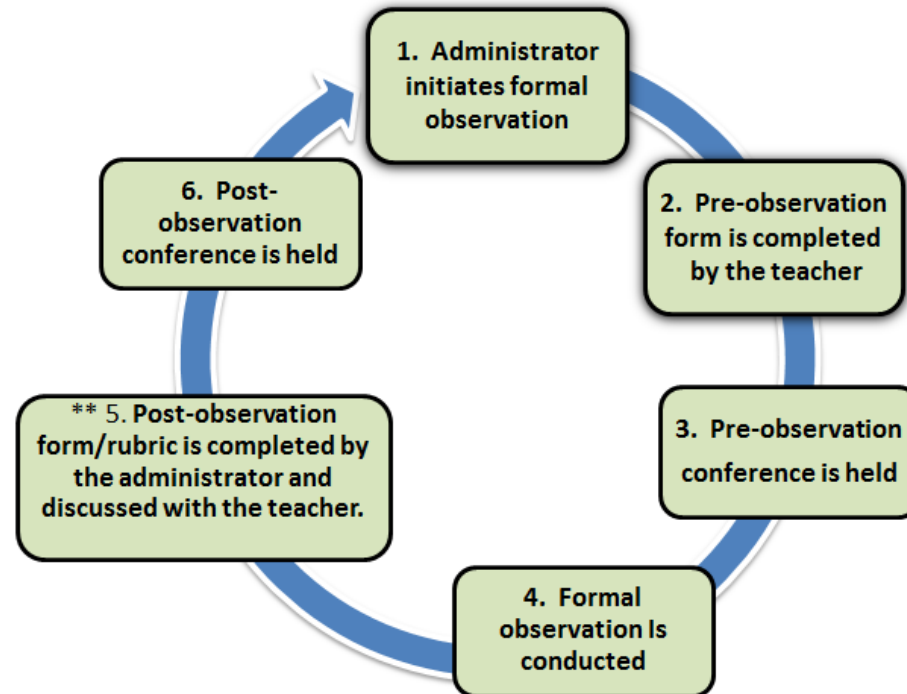 1. Administrator
initiates formal
observation
2. Pre-observation
form is completed
by the teacher
3. Pre-observation
conference is held
4. Formal
observation Is
conducted
** 5. Post-observation
form/rubric is completed by
the administrator and
discussed with the teacher.
6. Post-
observation
conference is held